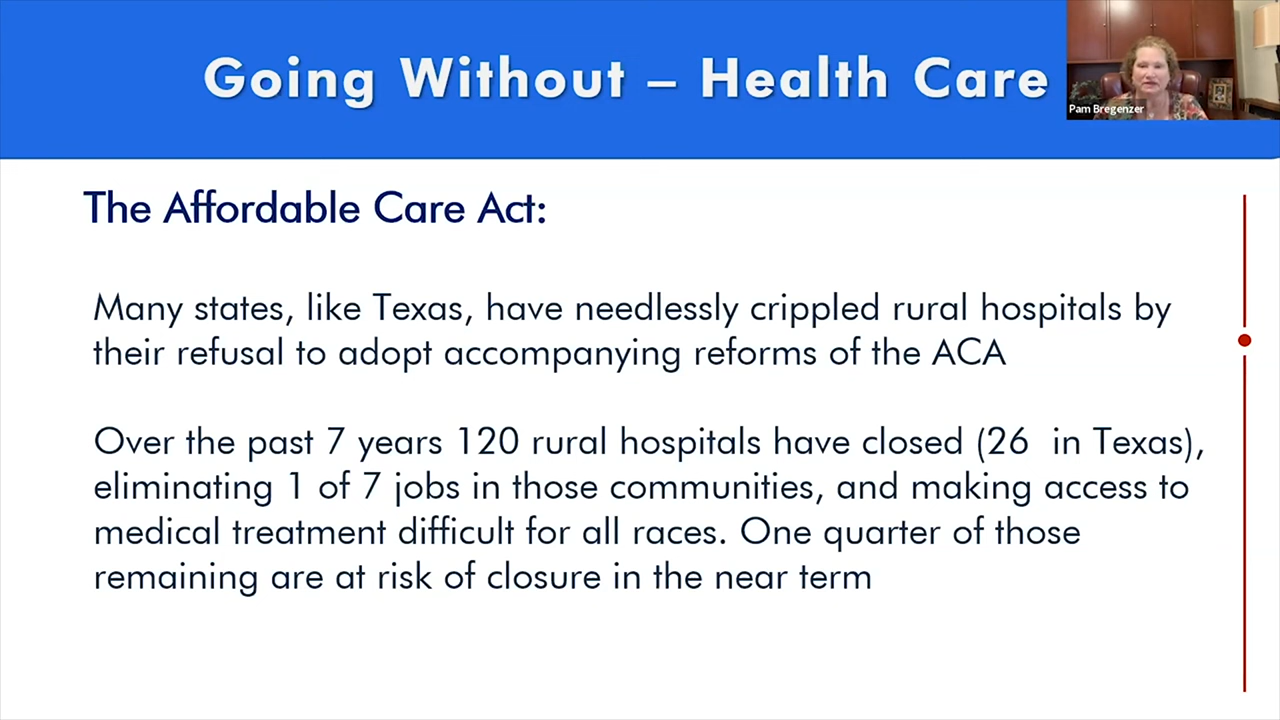 Going Without – Health Care
Pam Bregenzer
The Affordable Care Act:
Many states, like Texas, have needlessly crippled rural hospitals by
their refusal to adopt accompanying reforms of the ACA
Over the past 7 years 120 rural hospitals have closed (26  in Texas),
eliminating 1 of 7 jobs in those communities, and making access to
medical treatment difficult for all races. One quarter of those
remaining are at risk of closure in the near term